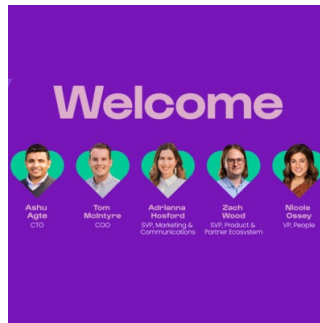 Welcome
Ashu
Agte
CTO
Tom
McIntyre
COO
Adrianna
Hosford
SVP, Marketing &
Communications
Zach
Wood
SVP, Product &
Partner Ecosystem
Nicole
Ossey
VP, People